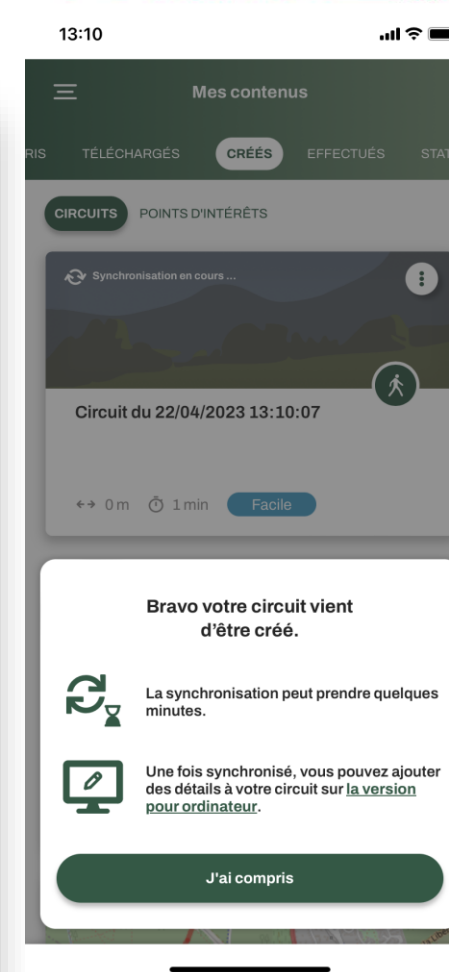 13:10
Mes contenus
RIS TÉLÉCHARGÉS CRÉÉS EFFECTUÉS STAT
CIRCUITS POINTS D'INTÉRÊTS
Synchronisation en cours ...
Circuit du 22/04/2023 13:10:07
0 m 1 min Facile
Bravo votre circuit vient
d’être créé.
La synchronisation peut prendre quelques
minutes.
Une fois synchronisé, vous pouvez ajouter
des détails à votre circuit sur la version
pour ordinateur.
J'ai compris